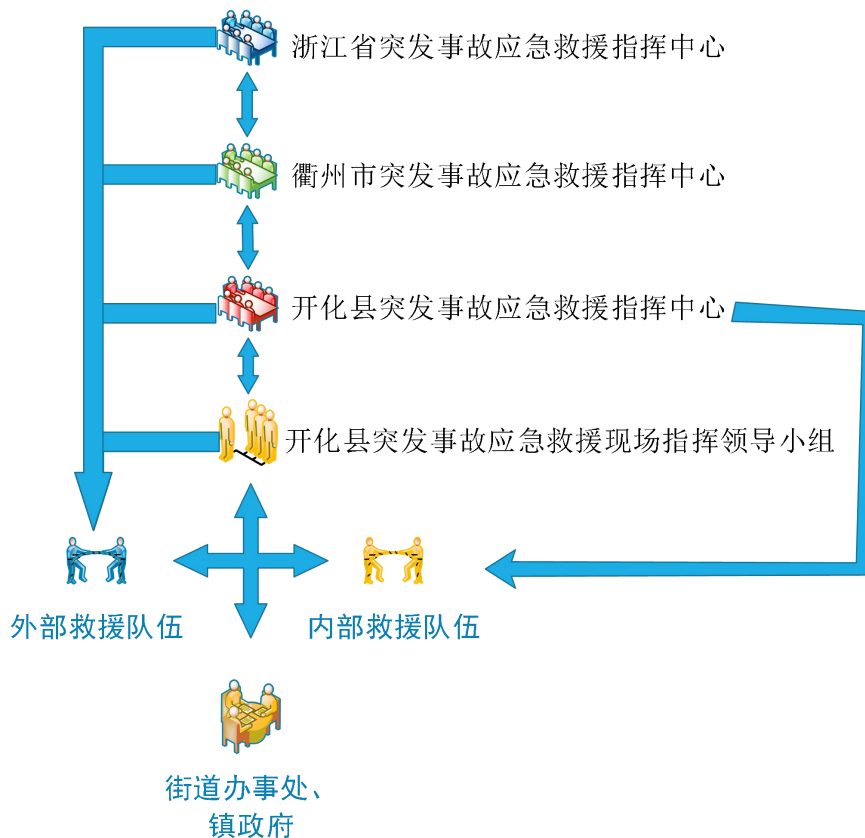 浙江省突发事故应急救援指挥中心
衢州市突发事故应急救援指挥中心
开化县突发事故应急救援指挥中心
开化县突发事故应急救援现场指挥领导小组
外部救援队伍
内部救援队伍
街道办事处、
镇政府